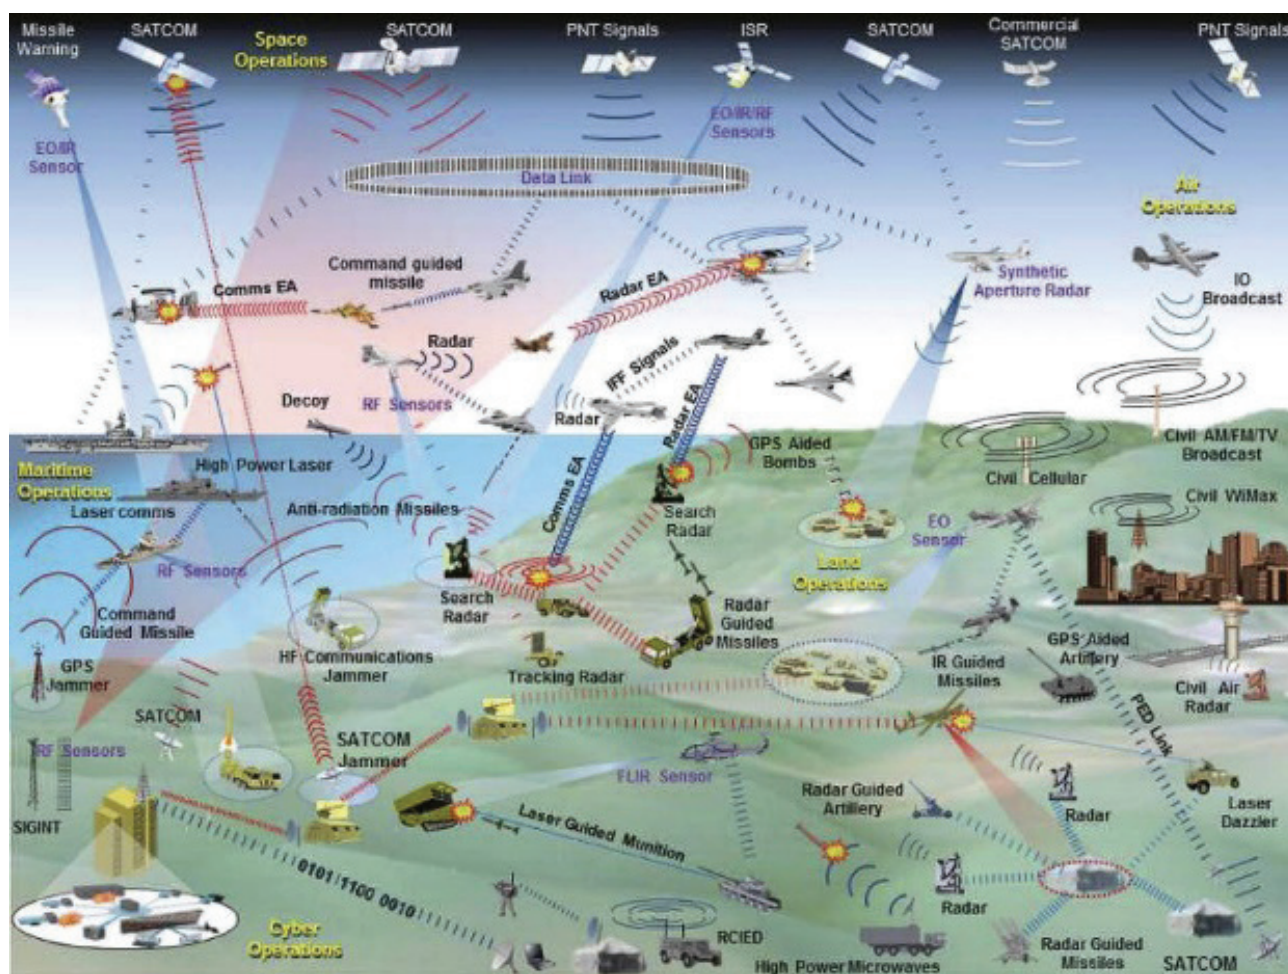 Missile
Warning
SATCOM
Space
Operations
SATCOM
PNT Signals
ISR
SATCOM
Commercial
SATCOM
PNT Signals
EO/IR
Sensor
EO/IR/RF
Sensors
Data Link
Air
Operations
Command guided
missile
Comms EA
Radar EA
Synthetic
Aperture Radar
IO
Broadcast
Radar
IFF Signals
RF Sensors
Decoy
Radar
Radar EA
GPS Aided
Bombs
Civil AM/FM/TV
Broadcast
Civil Cellular
Maritime
Operations
High Power Laser
Laser comms
Anti-radiation Missiles
Comms EA
Search
Radar
EO
Sensor
Civil WiMax
RF Sensors
Land
Operations
Command
Guided Missile
Search
Radar
Radar
Guided
Missiles
GPS
Jammer
HF Communications
Jammer
Tracking Radar
IR Guided
Missiles
GPS Aided
Artillery
Civil Air
Radar
PED Link
SATCOM
RF Sensors
SATCOM
Jammer
FLIR Sensor
Radar Guided
Artillery
Radar
Laser
Dazzler
SIGINT
Laser Guided Munition
0101/1100 0010
Radar
Cyber
Operations
RCIED
High Power Microwaves
Radar Guided
Missiles
SATCOM